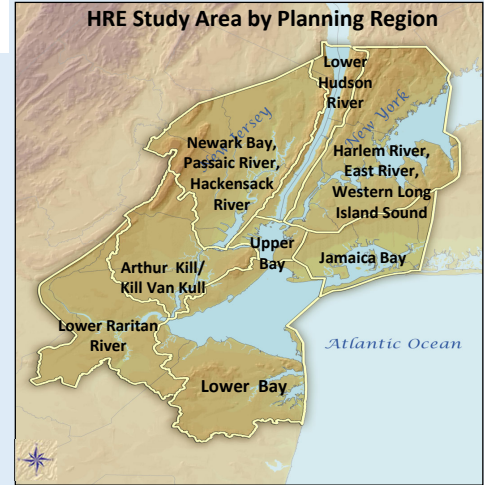 HRE Study Area by Planning Region
Lower
Hudson
River
New Jersey
New York
Newark Bay,
Passaic River,
Hackensack
River
Harlem River,
East River,
Western Long
Island Sound
Upper
Bay
Jamaica Bay
Arthur Kill/
Kill Van Kull
Lower Raritan
River
Atlantic Ocean
Lower Bay